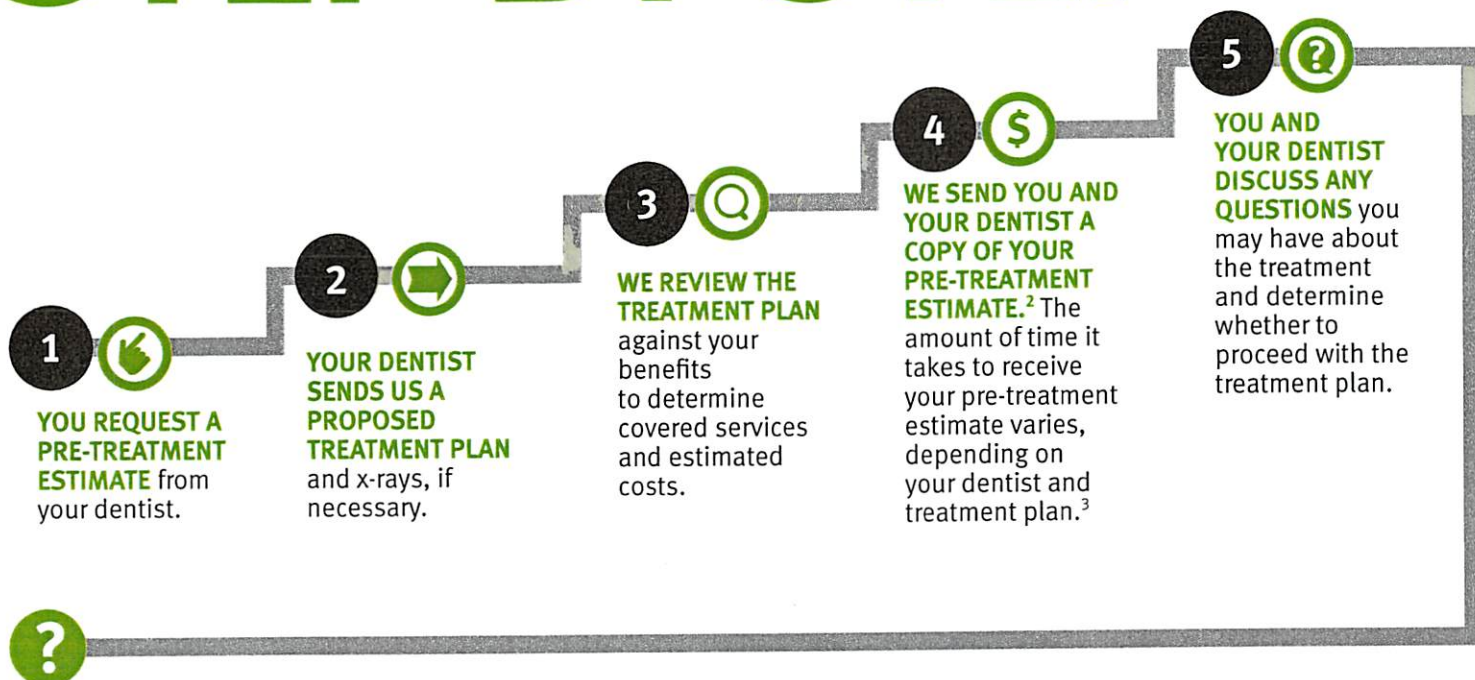 1
YOU REQUEST A
PRE-TREATMENT
ESTIMATE from
your dentist.
2
YOUR DENTIST
SENDS US A
PROPOSED
TREATMENT PLAN
and x-rays, if
necessary.
3
WE REVIEW THE
TREATMENT PLAN
against your
benefits
to determine
covered services
and estimated
costs.
4
$
WE SEND YOU AND
YOUR DENTIST A
COPY OF YOUR
PRE-TREATMENT
ESTIMATE.² The
amount of time it
takes to receive
your pre-treatment
estimate varies,
depending on
your dentist and
treatment plan.³
5
?
YOU AND
YOUR DENTIST
DISCUSS ANY
QUESTIONS you
may have about
the treatment
and determine
whether to
proceed with the
treatment plan.
?